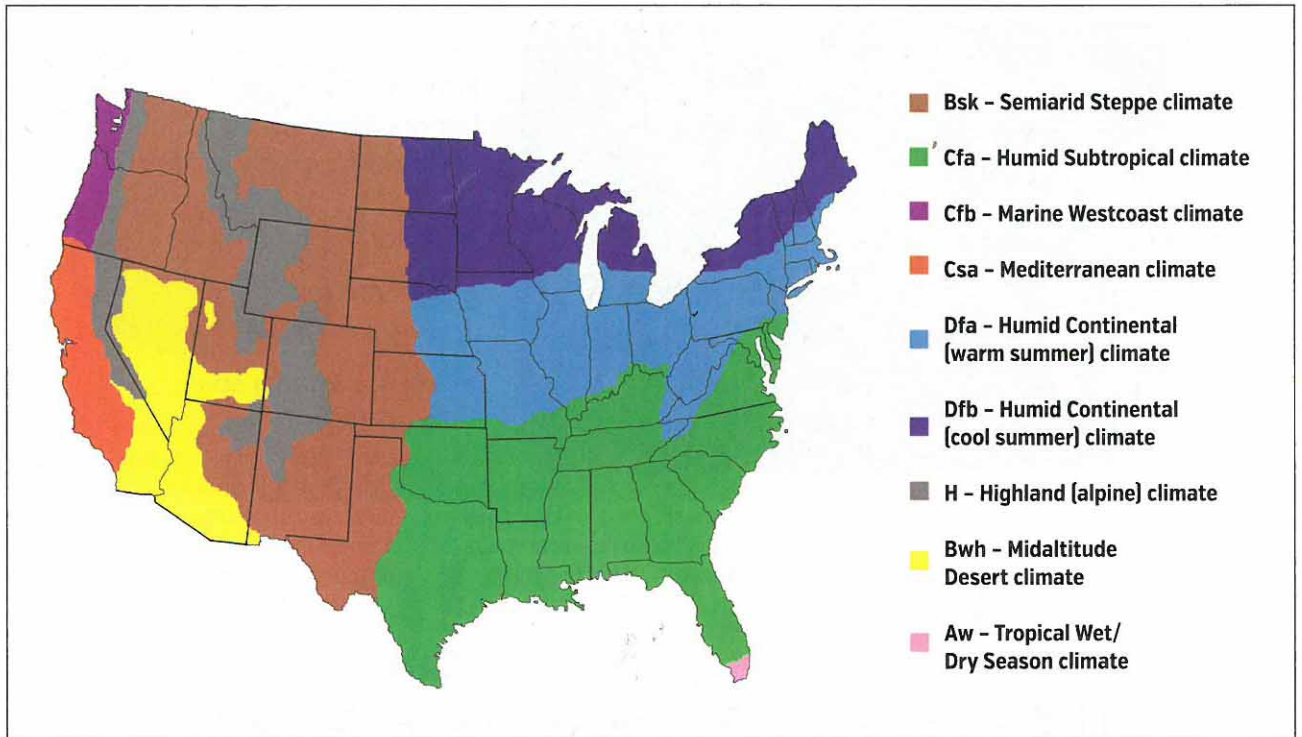 Bsk – Semiarid Steppe climate
Cfa – Humid Subtropical climate
Cfb – Marine Westcoast climate
Csa – Mediterranean climate
Dfa – Humid Continental
(warm summer) climate
Dfb – Humid Continental
(cool summer) climate
H – Highland (alpine) climate
Bwh – Midaltitude
Desert climate
Aw – Tropical Wet/
Dry Season climate